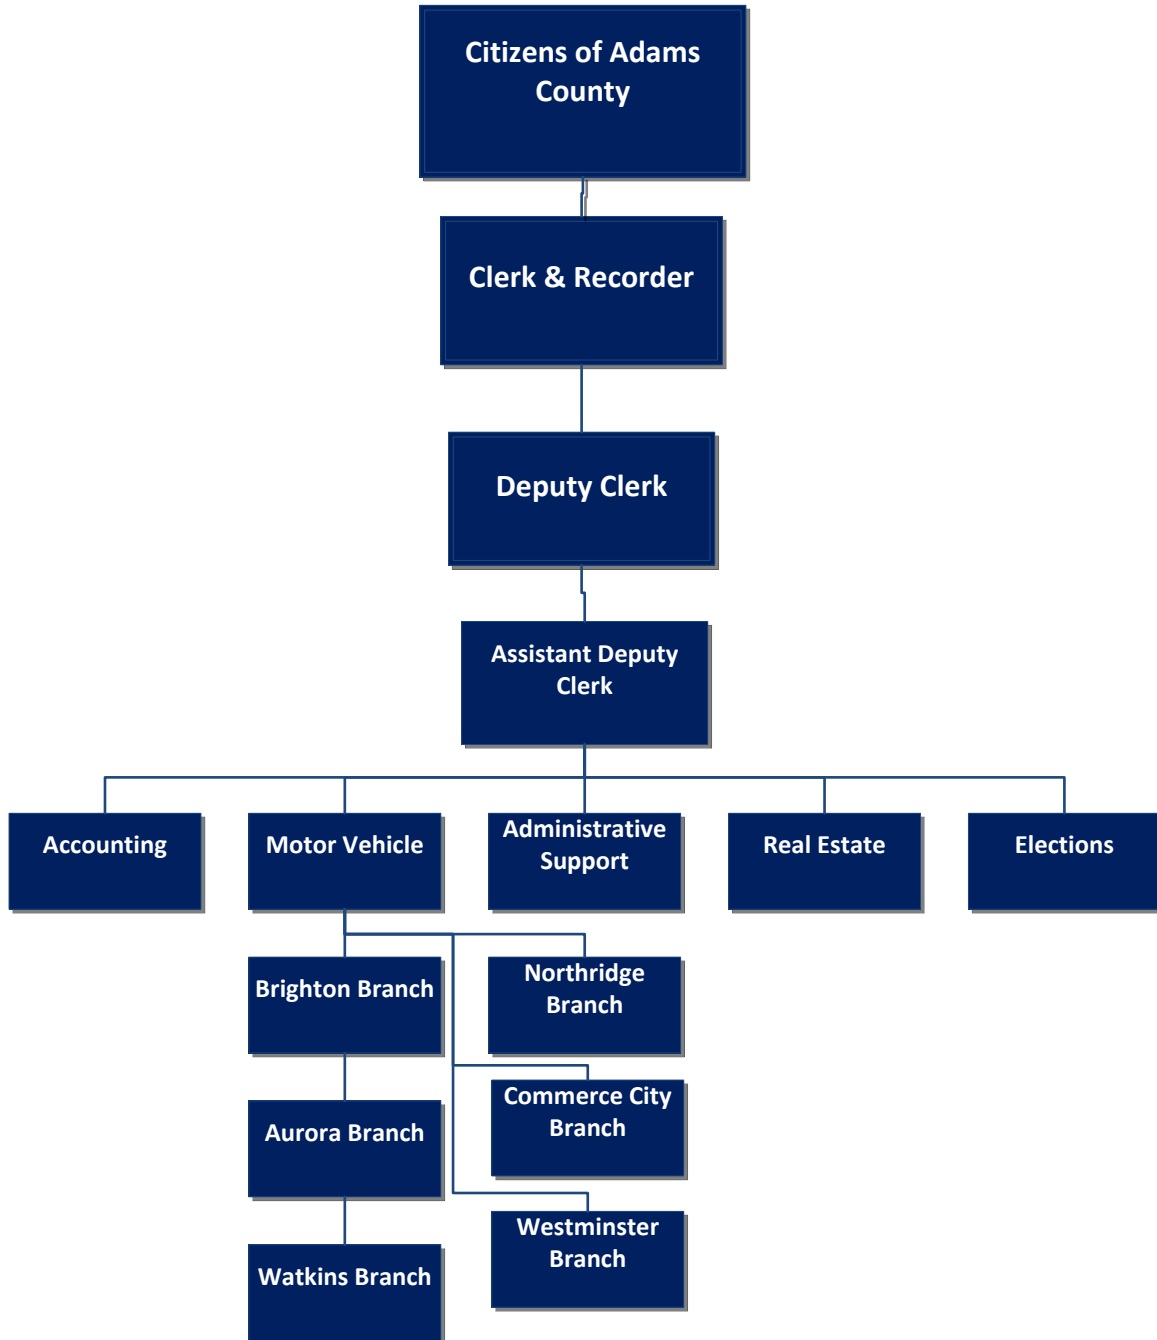 Citizens of Adams
County
Clerk & Recorder
Deputy Clerk
Assistant Deputy
Clerk
Accounting
Motor Vehicle
Administrative
Support
Real Estate
Elections
Brighton Branch
Northridge
Branch
Commerce City
Branch
Aurora Branch
Westminster
Branch
Watkins Branch